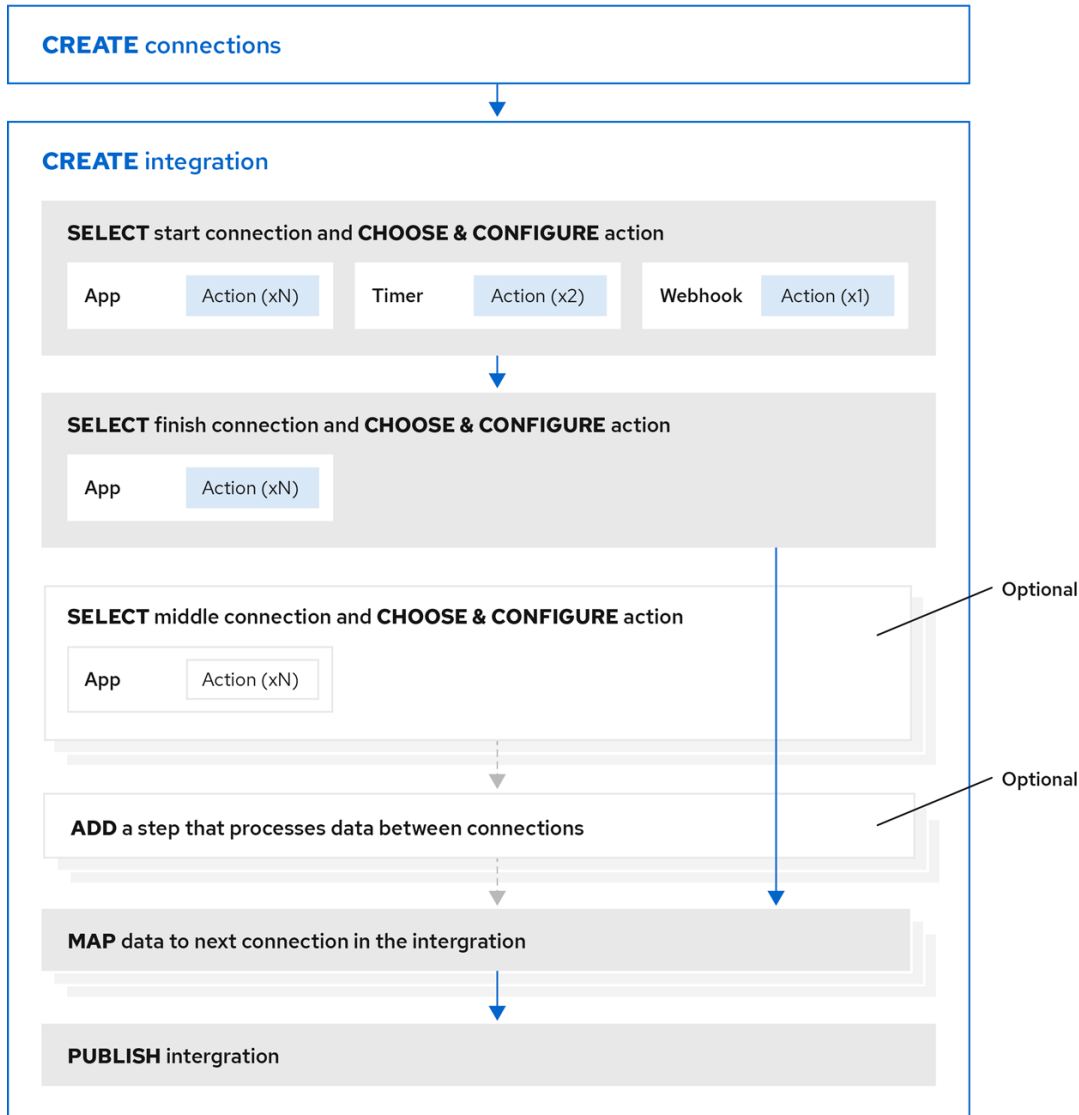 CREATE connections
CREATE integration
SELECT start connection and CHOOSE & CONFIGURE action
App
Action (xN)
Timer
Action (x2)
Webhook
Action (x1)
SELECT finish connection and CHOOSE & CONFIGURE action
App
Action (xN)
Optional
SELECT middle connection and CHOOSE & CONFIGURE action
App
Action (xN)
Optional
ADD a step that processes data between connections
MAP data to next connection in the intergration
PUBLISH intergration